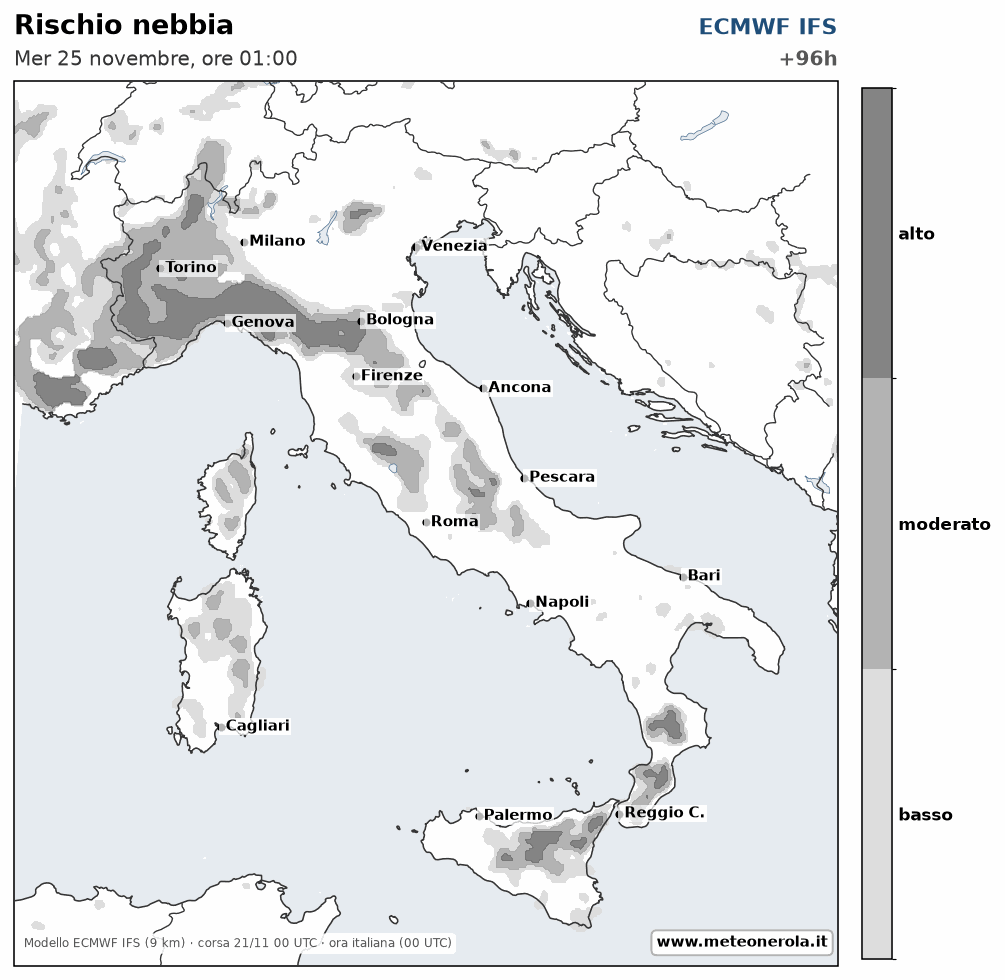 Rischio nebbia
ECMWF IFS
Mer 25 novembre, ore 01:00
+96h
Milano
Venezia
Torino
Genova
Bologna
Firenze
Ancona
Pescara
Roma
Bari
Napoli
Cagliari
Palermo
Reggio C.
alto
moderato
basso
Modello ECMWF IFS (9 km) · corsa 21/11 00 UTC · ora italiana (00 UTC)
www.meteonerola.it